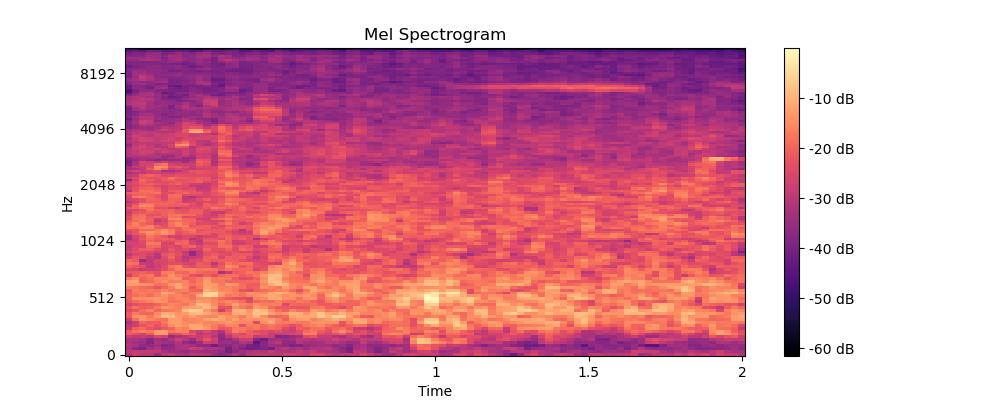 Mel Spectrogram
8192
4096
2048
1024
512
0
Hz
0
0.5
1
1.5
2
Time
-10 dB
-20 dB
-30 dB
-40 dB
-50 dB
-60 dB